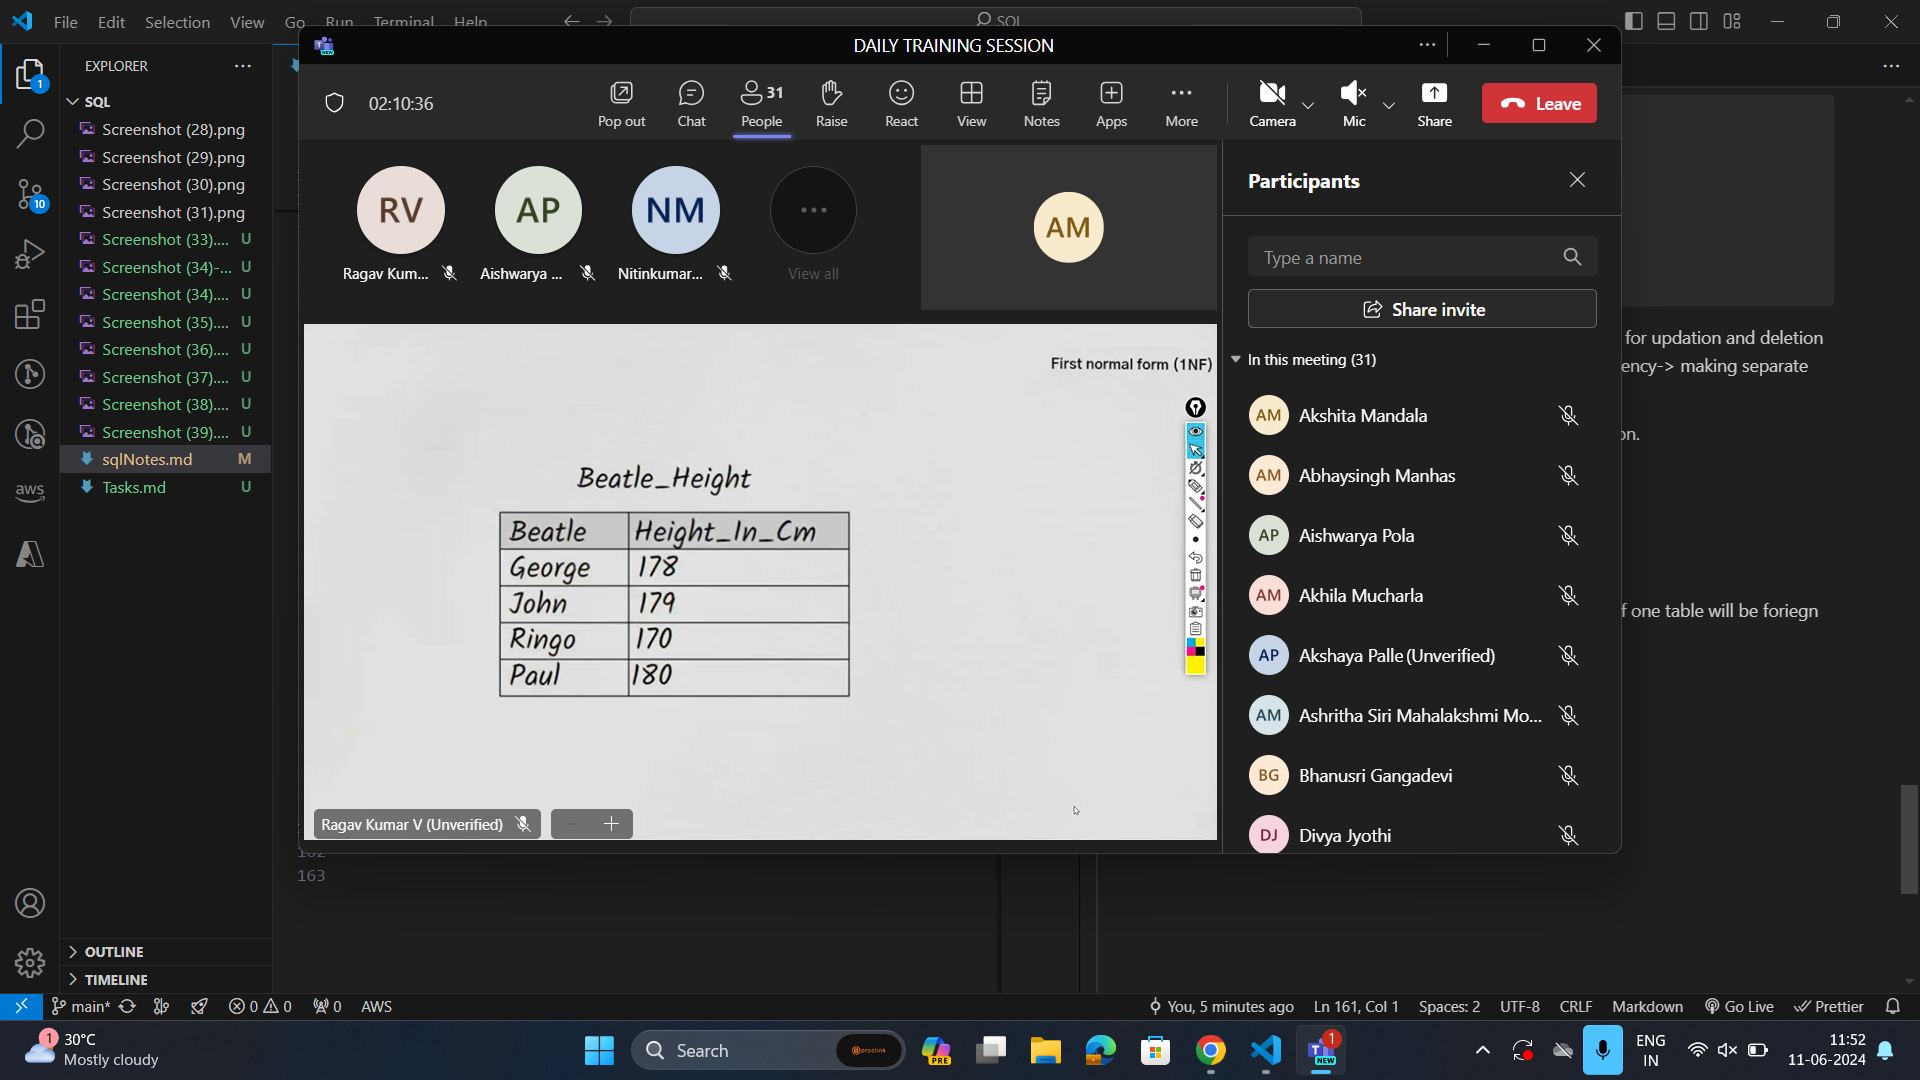 File Edit Selection View Go Run Terminal Help
SQL
EXPLORER
SQL
Screenshot (28).png
Screenshot (29).png
Screenshot (30).png
Screenshot (31).png
Screenshot (33).... U
Screenshot (34)-... U
Screenshot (34).... U
Screenshot (35).... U
Screenshot (36).... U
Screenshot (37).... U
Screenshot (38).... U
Screenshot (39).... U
sqlNotes.md M
Tasks.md U
1
10
aws
OUTLINE
TIMELINE
DAILY TRAINING SESSION
02:10:36
31
Pop out Chat People Raise React View Notes Apps More Camera Mic Share Leave
RV AP NM
Ragav Kum... Aishwarya ... Nitinkumar... View all
AM
First normal form (1NF)
Beatle_Height
Beatle Height_In_Cm
George 178
John 179
Ringo 170
Paul 180
Ragav Kumar V (Unverified)
Participants
Type a name
Share invite
In this meeting (31)
AM Akshita Mandala
AM Abhaysingh Manhas
AP Aishwarya Pola
AM Akhila Mucharla
AP Akshaya Palle (Unverified)
AM Ashritha Siri Mahalakshmi Mo...
BG Bhanusri Gangadevi
DJ Divya Jyothi
for updation and deletion
ency-> making separate
on.
f one table will be foriegn
163
main* 0 0 0 AWS
You, 5 minutes ago Ln 161, Col 1 Spaces: 2 UTF-8 CRLF Markdown Go Live Prettier
1 30°C
Mostly cloudy
Search
PRE
1
NEW
ENG
IN
11:52
11-06-2024